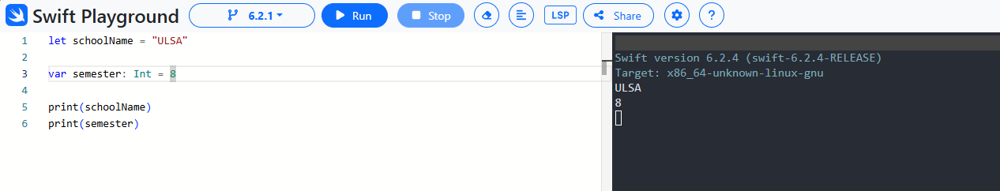 Swift Playground 6.2.1 Run Stop LSP Share ?
1 let schoolName = "ULSA"
2
3 var semester: Int = 8
4
5 print(schoolName)
6 print(semester)
Swift version 6.2.4 (swift-6.2.4-RELEASE)
Target: x86_64-unknown-linux-gnu
ULSA
8